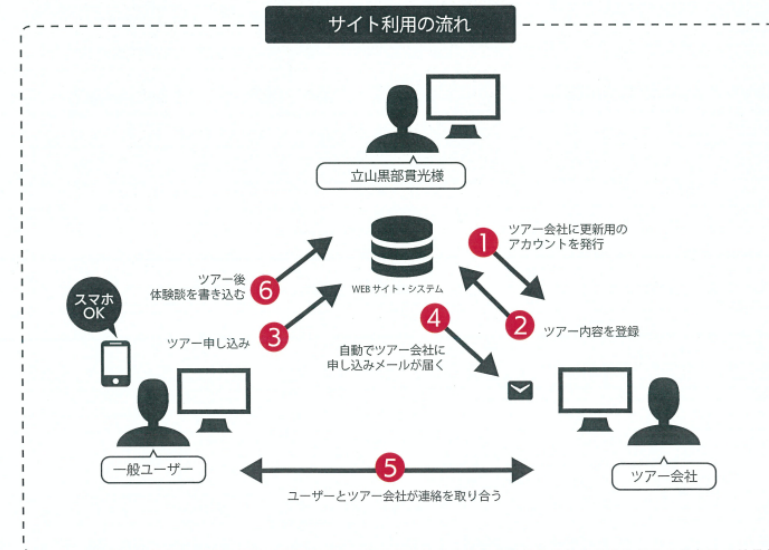 サイト利用の流れ
立山黒部貫光様
ツアー会社に更新用の
アカウントを発行
1
ツアー後
体験談を書き込む
6
WEB サイト・システム
スマホ
OK
ツアー申し込み
3
4
自動でツアー会社に
申し込みメールが届く
2
ツアー内容を登録
一般ユーザー
5
ユーザーとツアー会社が連絡を取り合う
ツアー会社